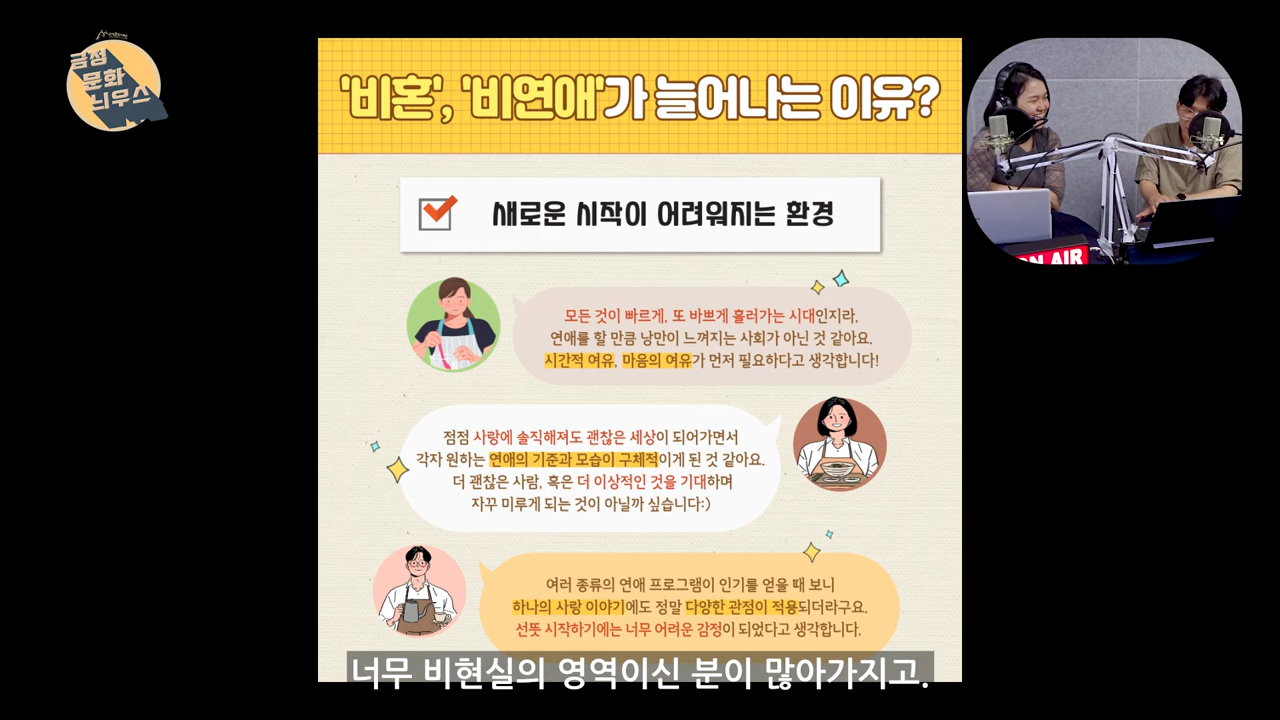 금정
문화
늬우스
'비혼', '비연애'가 늘어나는 이유?
새로운 시작이 어려워지는 환경
모든 것이 빠르게, 또 바쁘게 흘러가는 시대인지라,
연애를 할 만큼 낭만이 느껴지는 사회가 아닌 것 같아요.
시간적 여유, 마음의 여유가 먼저 필요하다고 생각합니다!
점점 사랑에 솔직해져도 괜찮은 세상이 되어가면서
각자 원하는 연애의 기준과 모습이 구체적이게 된 것 같아요.
더 괜찮은 사람, 혹은 더 이상적인 것을 기대하며
자꾸 미루게 되는 것이 아닐까 싶습니다:)
여러 종류의 연애 프로그램이 인기를 얻을 때 보니
하나의 사랑 이야기에도 정말 다양한 관점이 적용되더라구요.
선뜻 시작하기에는 너무 어려운 감정이 되었다고 생각합니다.
너무 비현실의 영역이신 분이 많아가지고.
ON AIR